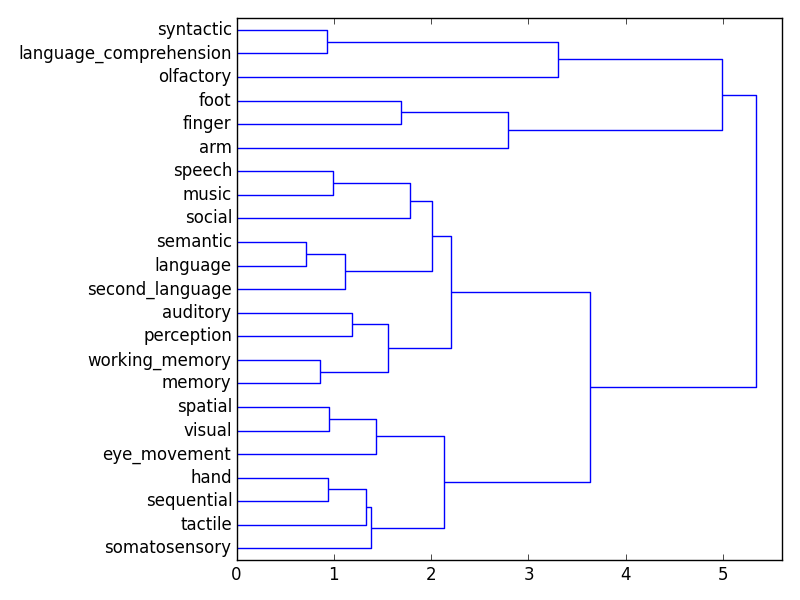 syntactic
language_comprehension
olfactory
foot
finger
arm
speech
music
social
semantic
language
second_language
auditory
perception
working_memory
memory
spatial
visual
eye_movement
hand
sequential
tactile
somatosensory
0 1 2 3 4 5